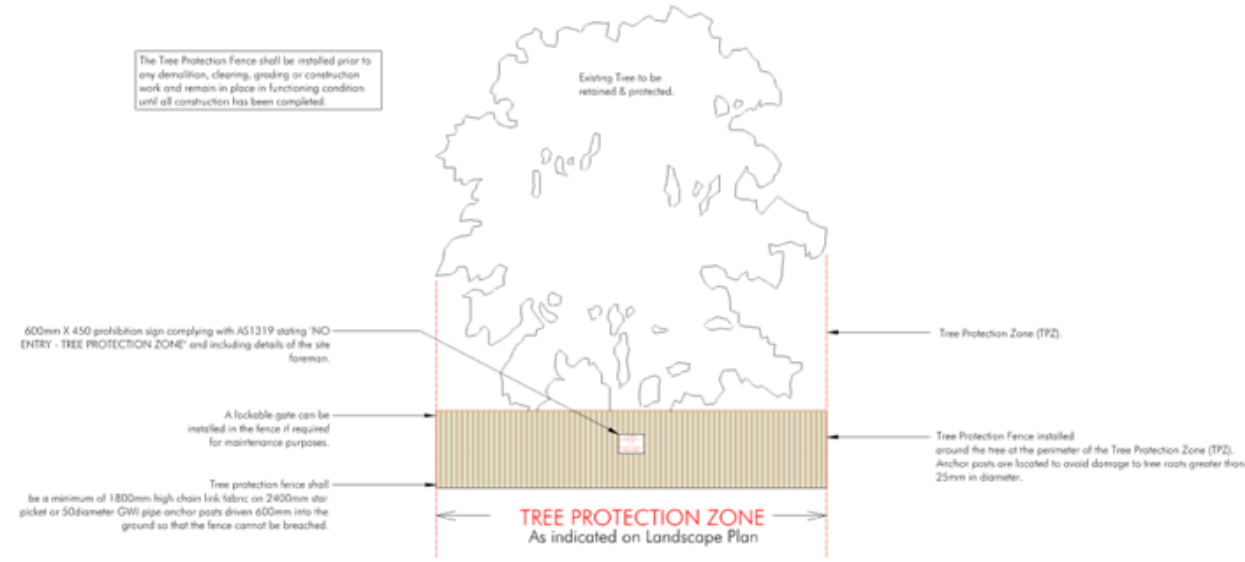 The Tree Protection Fence shall be installed prior to
any demolition, clearing, grading or construction
work and remain in place in functioning condition
until all construction has been completed.
Existing Tree to be
retained & protected.
600mm X 450 prohibition sign complying with AS1319 stating 'NO
ENTRY - TREE PROTECTION ZONE' and including details of the site
foreman.
Tree Protection Zone (TPZ).
A lockable gate can be
installed in the fence if required
for maintenance purposes.
Tree Protection Fence installed
around the tree at the perimeter of the Tree Protection Zone (TPZ).
Anchor posts are located to avoid damage to tree roots greater than
25mm in diameter.
Tree protection fence shall
be a minimum of 1800mm high chain link fabric on 2400mm star
picket or 50diameter GWI pipe anchor posts driven 600mm into the
ground so that the fence cannot be breached.
TREE PROTECTION ZONE
As indicated on Landscape Plan